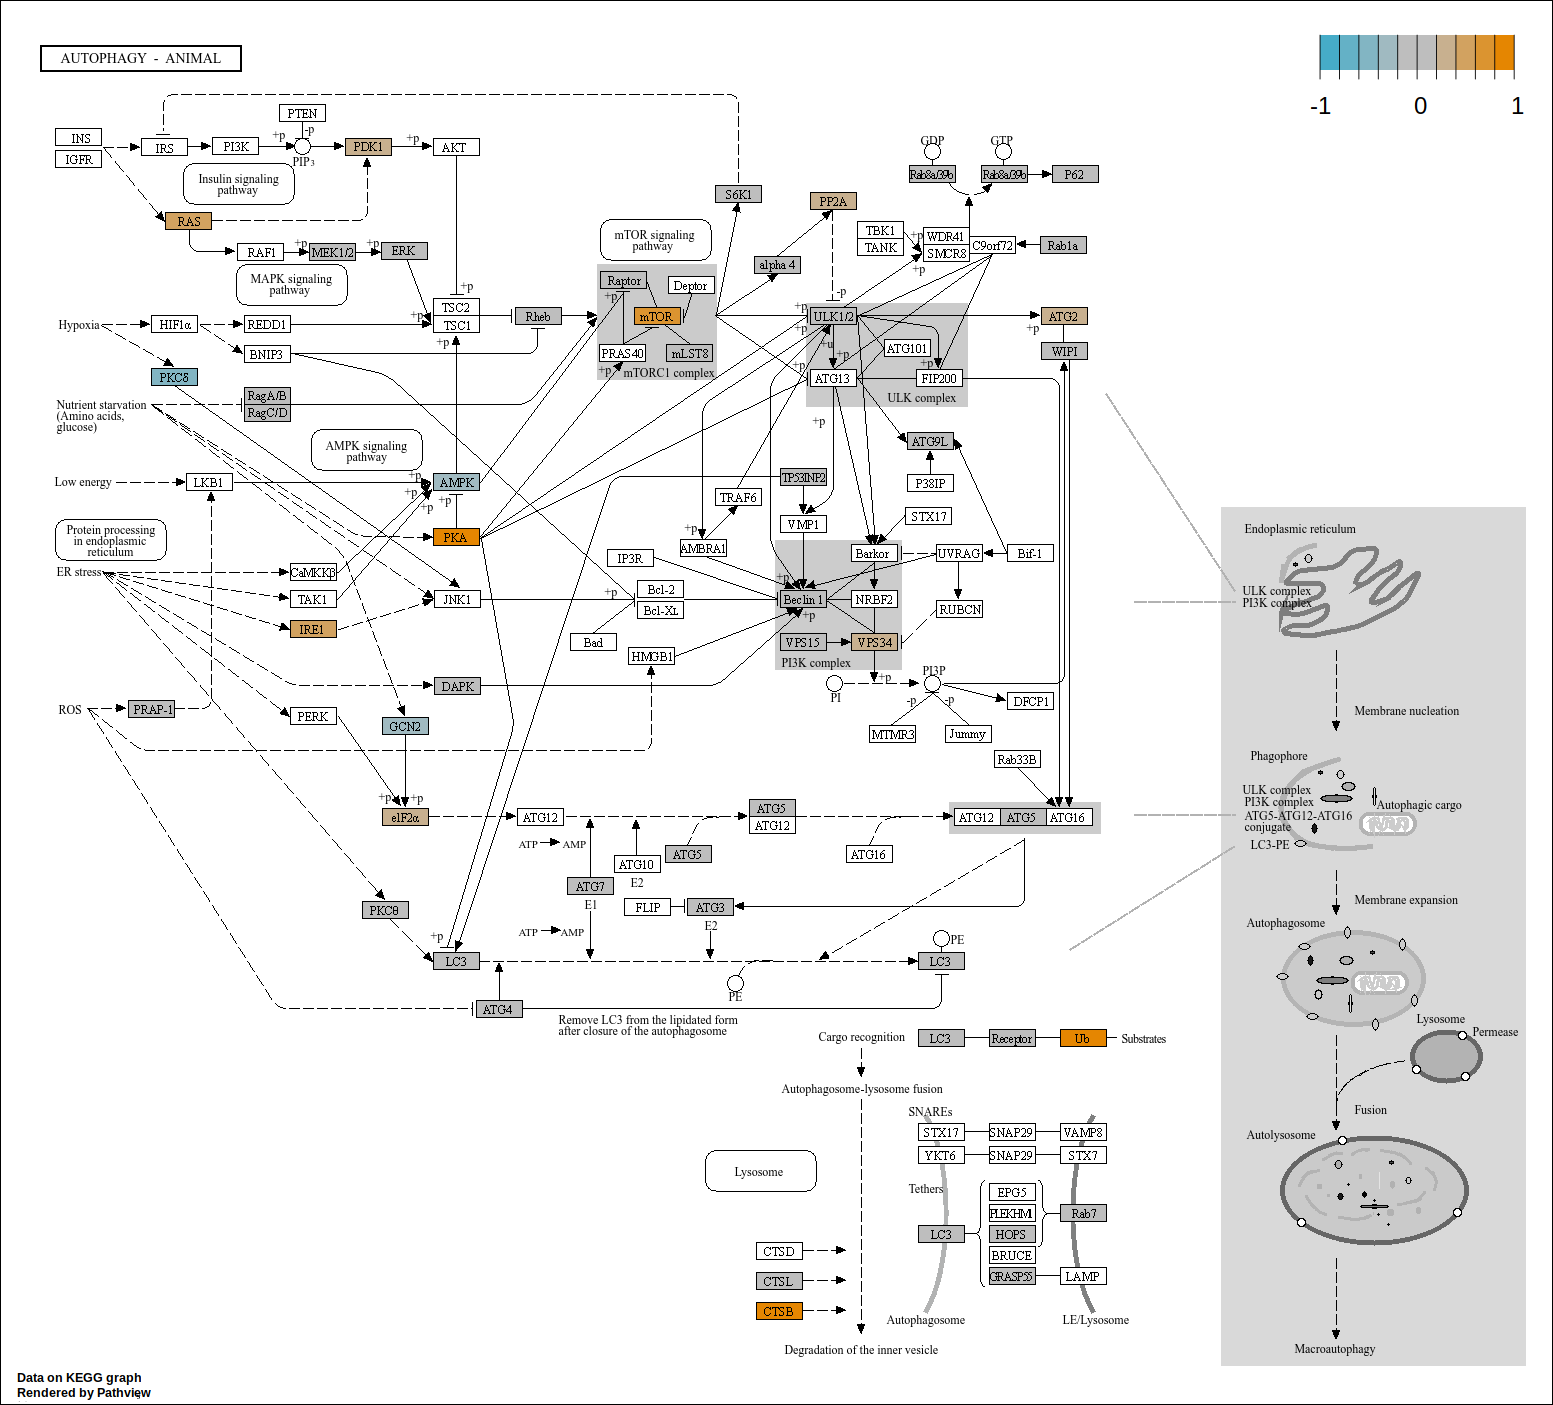 AUTOPHAGY - ANIMAL
-1 0 1
PTEN
INS
IGFR
IRS
PI3K
+p
-p
PIP3
PDK1
+p
AKT
Insulin signaling
pathway
RAS
RAF1
+p
MEK1/2
+p
ERK
MAPK signaling
pathway
+p
TSC2
TSC1
+p
Hypoxia
HIF1α
REDD1
BNIP3
PKCδ
Rheb
mTOR signaling
pathway
Raptor
Deptor
+p
mTOR
PRAS40
mLST8
+p
mTORC1 complex
S6K1
PP2A
alpha 4
-p
GDP
GTP
Rab8a/39b
Rab8a/39b
P62
TBK1
TANK
+p
WDR41
SMCR8
C9orf72
Rab1a
+p
+p
ULK1/2
+p
+u
+p
ATG101
+p
ATG13
+p
FIP200
ULK complex
ATG2
+p
WIPI
Nutrient starvation
(Amino acids,
glucose)
RagA/B
RagC/D
AMPK signaling
pathway
+p
ATG9L
P38IP
Low energy
LKB1
+p
AMPK
+p
+p
+p
PKA
TP53INP2
TRAF6
VMP1
STX17
Protein processing
in endoplasmic
reticulum
ER stress
CaMKKβ
TAK1
IRE1
JNK1
+p
AMBRA1
IP3R
Barkor
UVRAG
Bif-1
+p
Bcl-2
Bcl-XL
Bad
+p
Beclin 1
+p
NRBF2
RUBCN
HMGB1
VPS15
VPS34
PI3K complex
+p
DAPK
PI
PI3P
DFCP1
-p
-p
MTMR3
Jummy
ROS
PRAP-1
PERK
GCN2
Rab33B
+p
+p
eIF2α
ATG12
ATG5
ATG12
ATG12
ATG5
ATG16
ATP
AMP
ATG10
E2
ATG5
ATG16
ATG7
E1
FLIP
ATG3
E2
PKCθ
ATP
AMP
+p
LC3
PE
LC3
PE
ATG4
Remove LC3 from the lipidated form
after closure of the autophagosome
Cargo recognition
LC3
Receptor
Ub
Substrates
Autophagosome-lysosome fusion
SNAREs
STX17
SNAP29
VAMP8
YKT6
SNAP29
STX7
Lysosome
Tethers
EPG5
PLEKHM1
Rab7
LC3
HOPS
BRUCE
GRASP55
LAMP
CTSD
CTSL
CTSB
Autophagosome
LE/Lysosome
Degradation of the inner vesicle
Endoplasmic reticulum
ULK complex
PI3K complex
Membrane nucleation
Phagophore
ULK complex
PI3K complex
Autophagic cargo
ATG5-ATG12-ATG16
conjugate
LC3-PE
Membrane expansion
Autophagosome
Lysosome
Permease
Fusion
Autolysosome
Macroautophagy
Data on KEGG graph
Rendered by Pathview